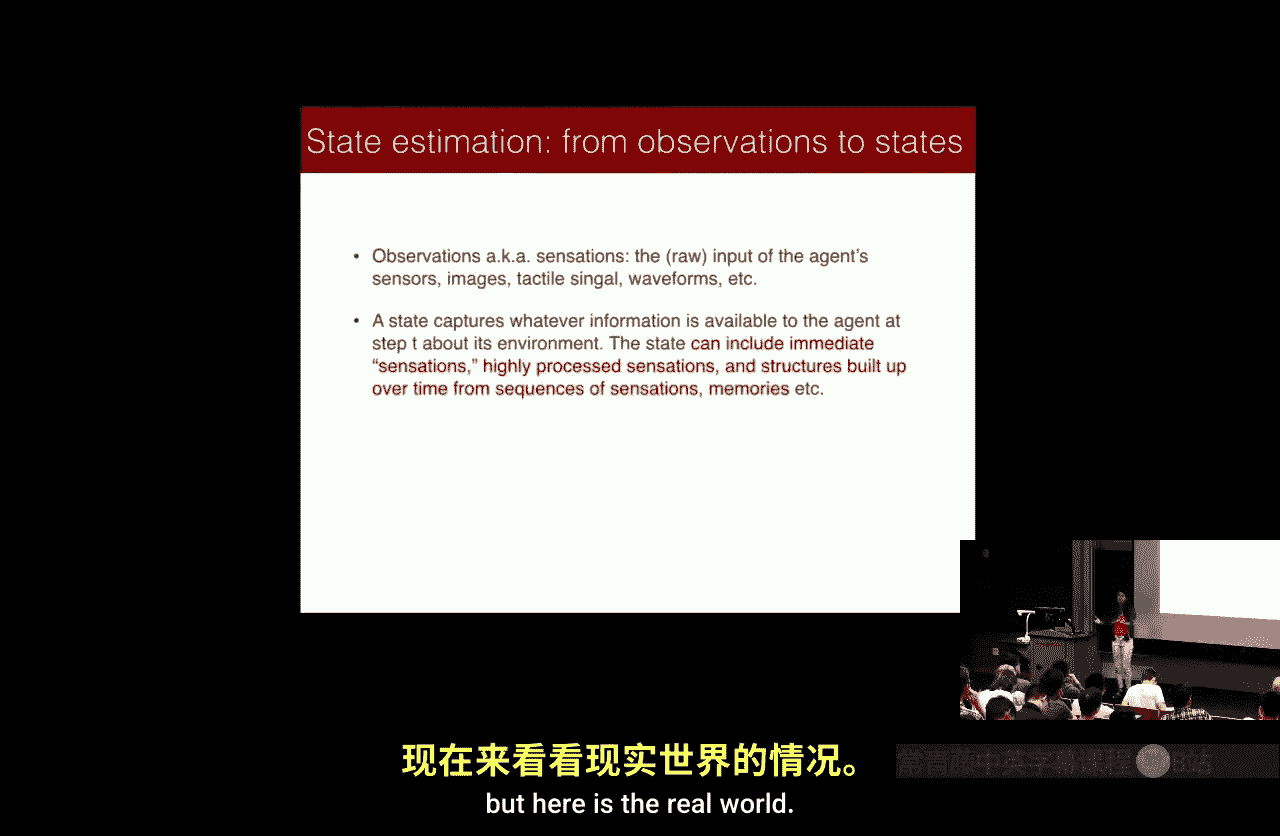 State estimation: from observations to states
• Observations a.k.a. sensations: the (raw) input of the agent's
sensors, images, tactile singal, waveforms, etc.
• A state captures whatever information is available to the agent at
step t about its environment. The state can include immediate
“sensations,” highly processed sensations, and structures built up
over time from sequences of sensations, memories etc.
现在来看看现实世界的情况。
but here is the real world.